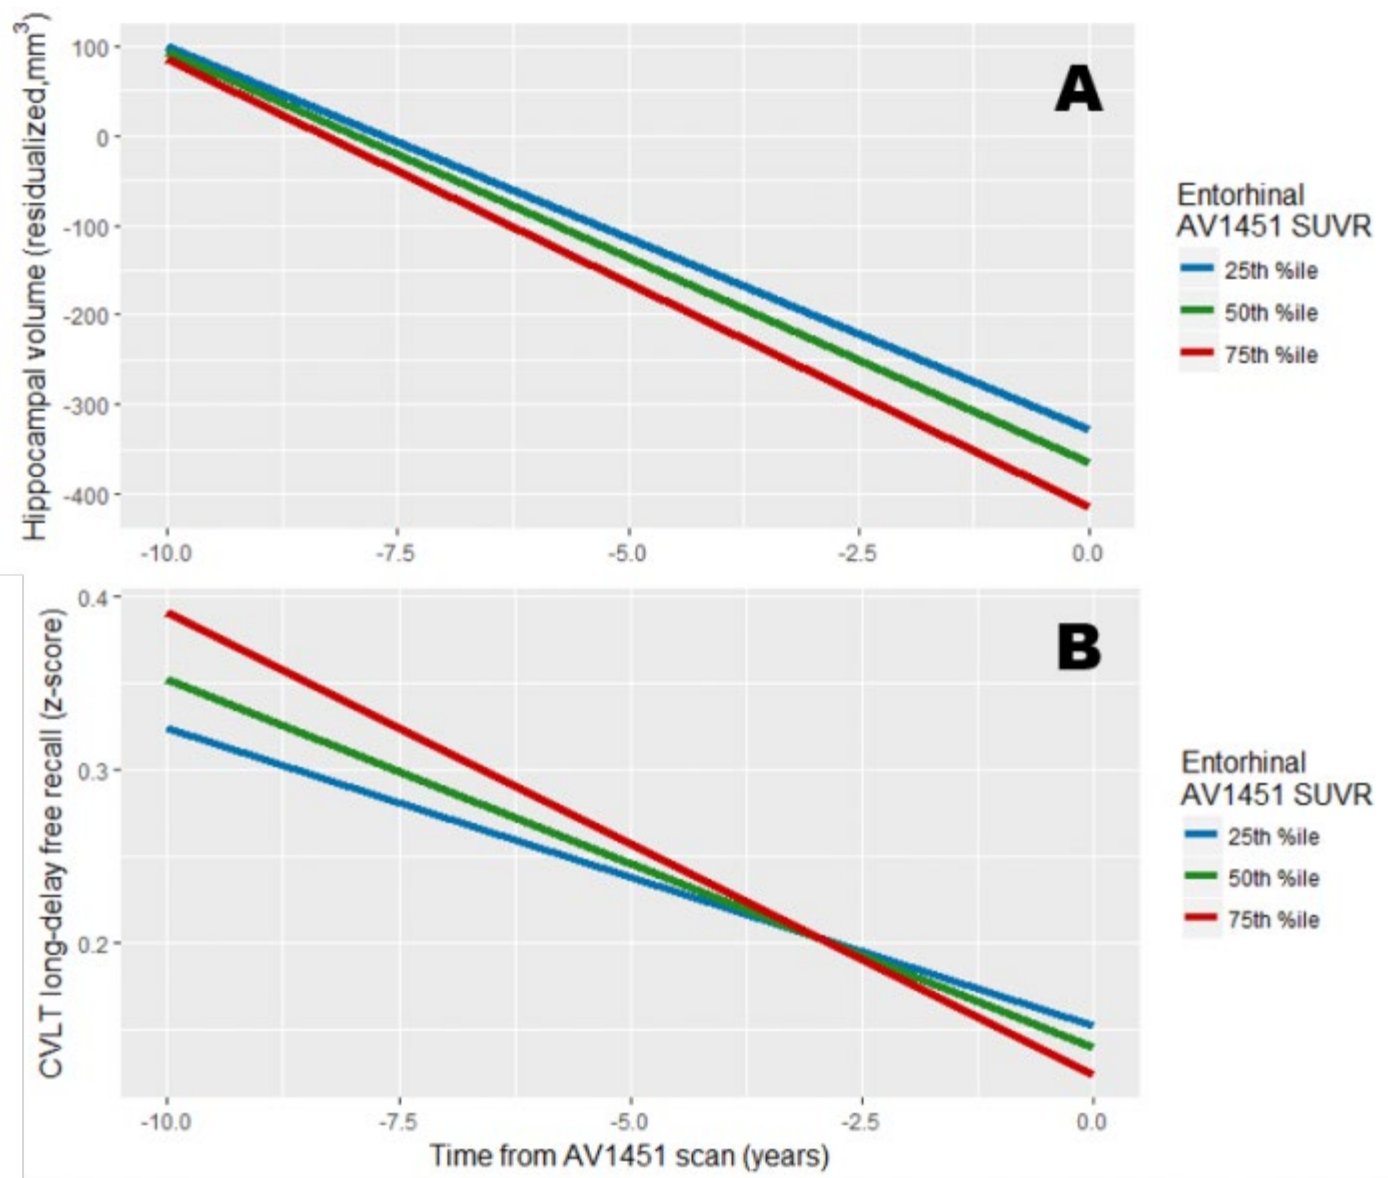 Hippocampal volume (residualized,mm³)
100
0
-100
-200
-300
-400
A
-10.0
-7.5
-5.0
-2.5
0.0
Entorhinal
AV1451 SUVR
25th %ile
50th %ile
75th %ile
CVLT long-delay free recall (z-score)
0.4
0.3
0.2
B
-10.0
-7.5
-5.0
-2.5
0.0
Time from AV1451 scan (years)
Entorhinal
AV1451 SUVR
25th %ile
50th %ile
75th %ile